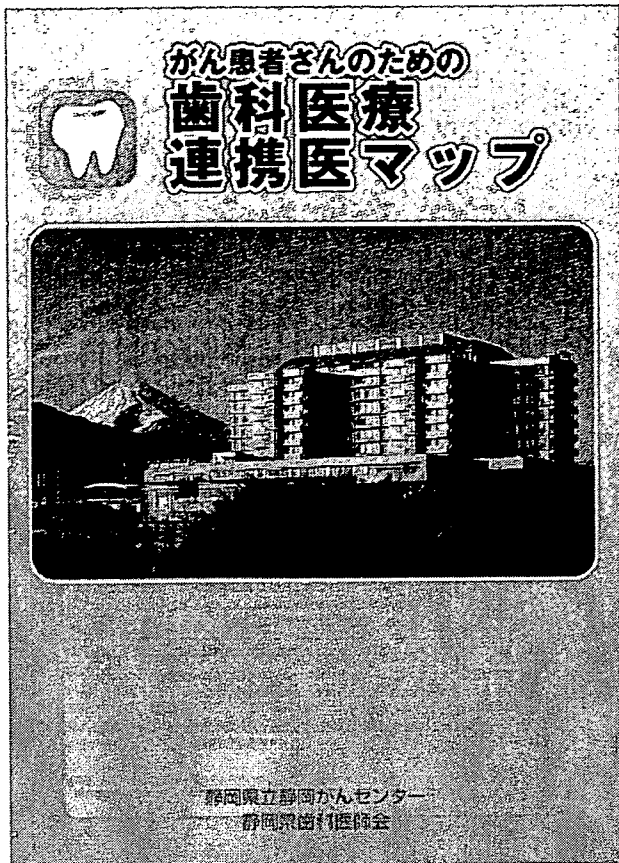 がん患者さんのための
歯科医療
連携医マップ
静岡県立静岡がんセンター
静岡県歯科医師会